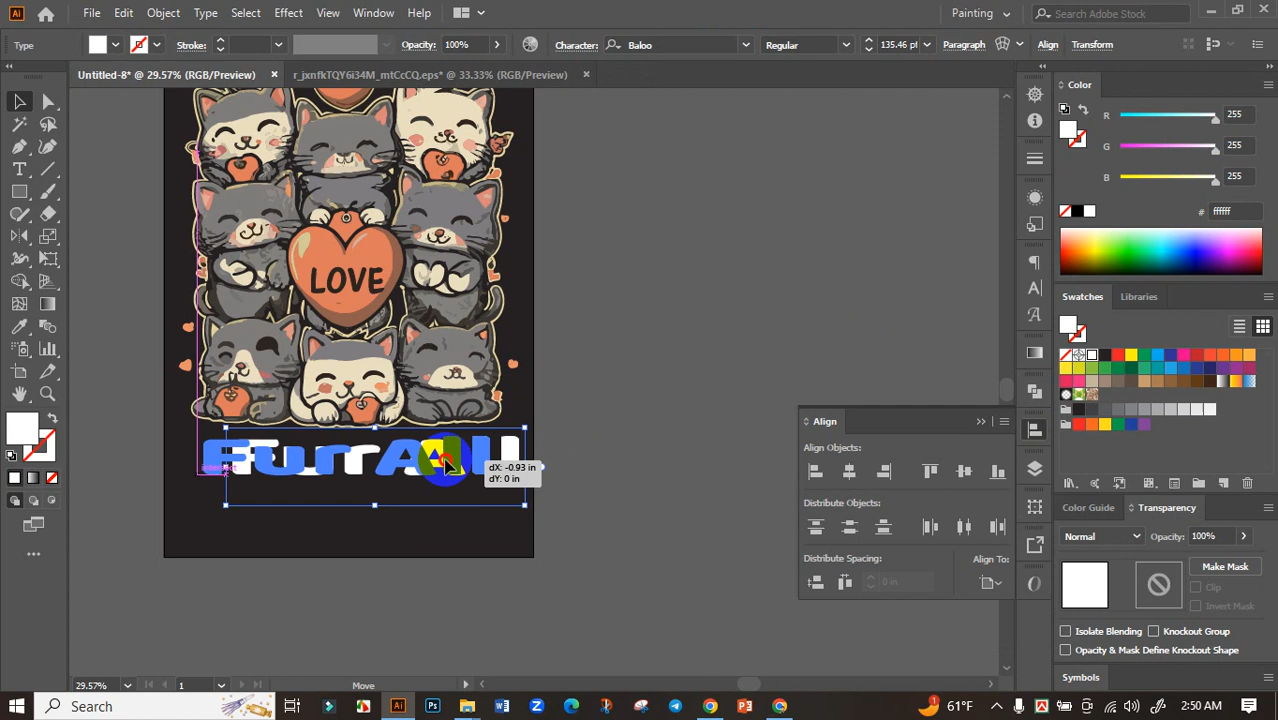 Ai File Edit Object Type Select Effect View Window Help Painting Search Adobe Stock
Type Stroke: Opacity: 100% Character: Baloo Regular 135.46 pt Paragraph Align Transform
Untitled-8* @ 29.57% (RGB/Preview) × r_jxnfkTQY6i34M_mtCcCQ.eps* @ 33.33% (RGB/Preview) ×
Color
R 255
G 255
B 255
# ffffff
LOVE
Swatches Libraries
Align
Align Objects:
Distribute Objects:
Distribute Spacing: Align To:
0 in
intersect
dX: -0.93 in
dY: 0 in
Color Guide Transparency
Normal Opacity: 100%
Make Mask
Clip
Invert Mask
Isolate Blending Knockout Group
Opacity & Mask Define Knockout Shape
Symbols
29.57% 1 Move
Search Ai Ps 61°F 2:50 AM